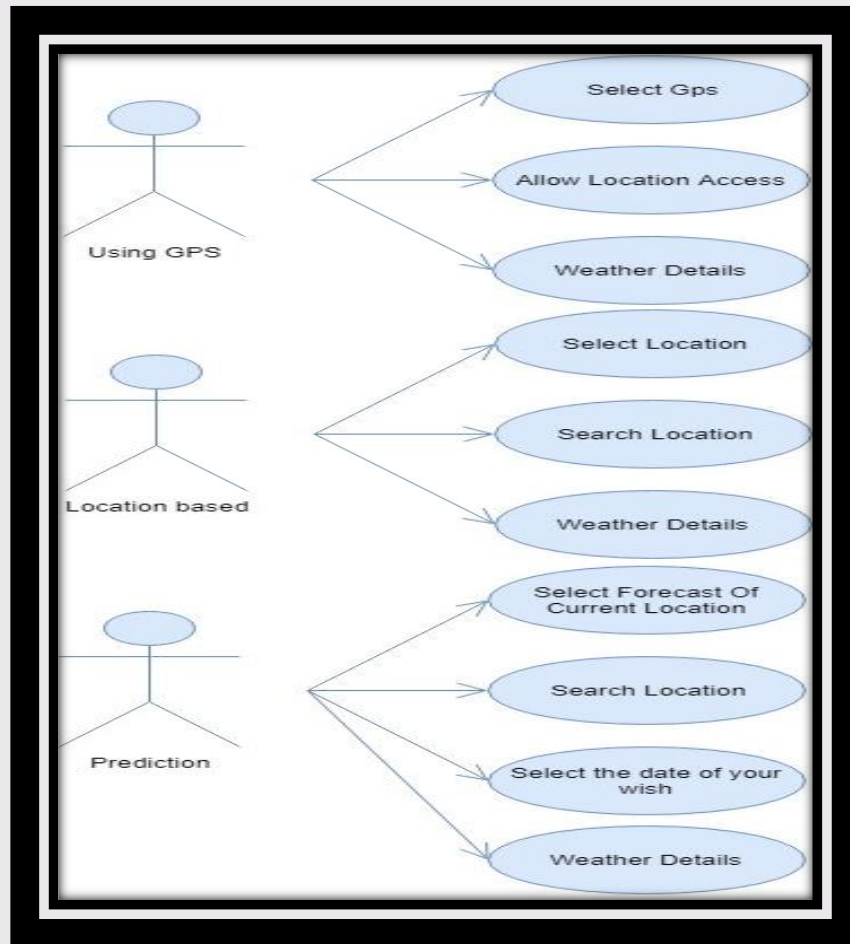 Select Gps
Allow Location Access
Using GPS
Weather Details
Select Location
Search Location
Location based
Weather Details
Select Forecast Of
Current Location
Search Location
Prediction
Select the date of your
wish
Weather Details